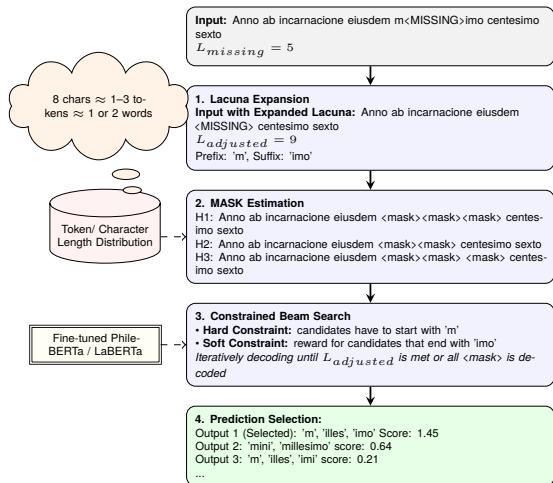 Input: Anno ab incarnacione eiusdem m<MISSING>imo centesimo
sexto
L_missing = 5
8 chars ≈ 1–3 to-
kens ≈ 1 or 2 words
1. Lacuna Expansion
Input with Expanded Lacuna: Anno ab incarnacione eiusdem
<MISSING> centesimo sexto
L_adjusted = 9
Prefix: 'm', Suffix: 'imo'
Token/ Character
Length Distribution
2. MASK Estimation
H1: Anno ab incarnacione eiusdem <mask><mask><mask> centes-
imo sexto
H2: Anno ab incarnacione eiusdem <mask><mask> centesimo sexto
H3: Anno ab incarnacione eiusdem <mask><mask> <mask> centes-
imo sexto
Fine-tuned Phile-
BERTa / LaBERTa
3. Constrained Beam Search
• Hard Constraint: candidates have to start with 'm'
• Soft Constraint: reward for candidates that end with 'imo'
Iteratively decoding until L_adjusted is met or all <mask> is de-
coded
4. Prediction Selection:
Output 1 (Selected): 'm', 'illes', 'imo' Score: 1.45
Output 2: 'mini', 'millesimo' score: 0.64
Output 3: 'm', 'illes', 'imi' score: 0.21
...